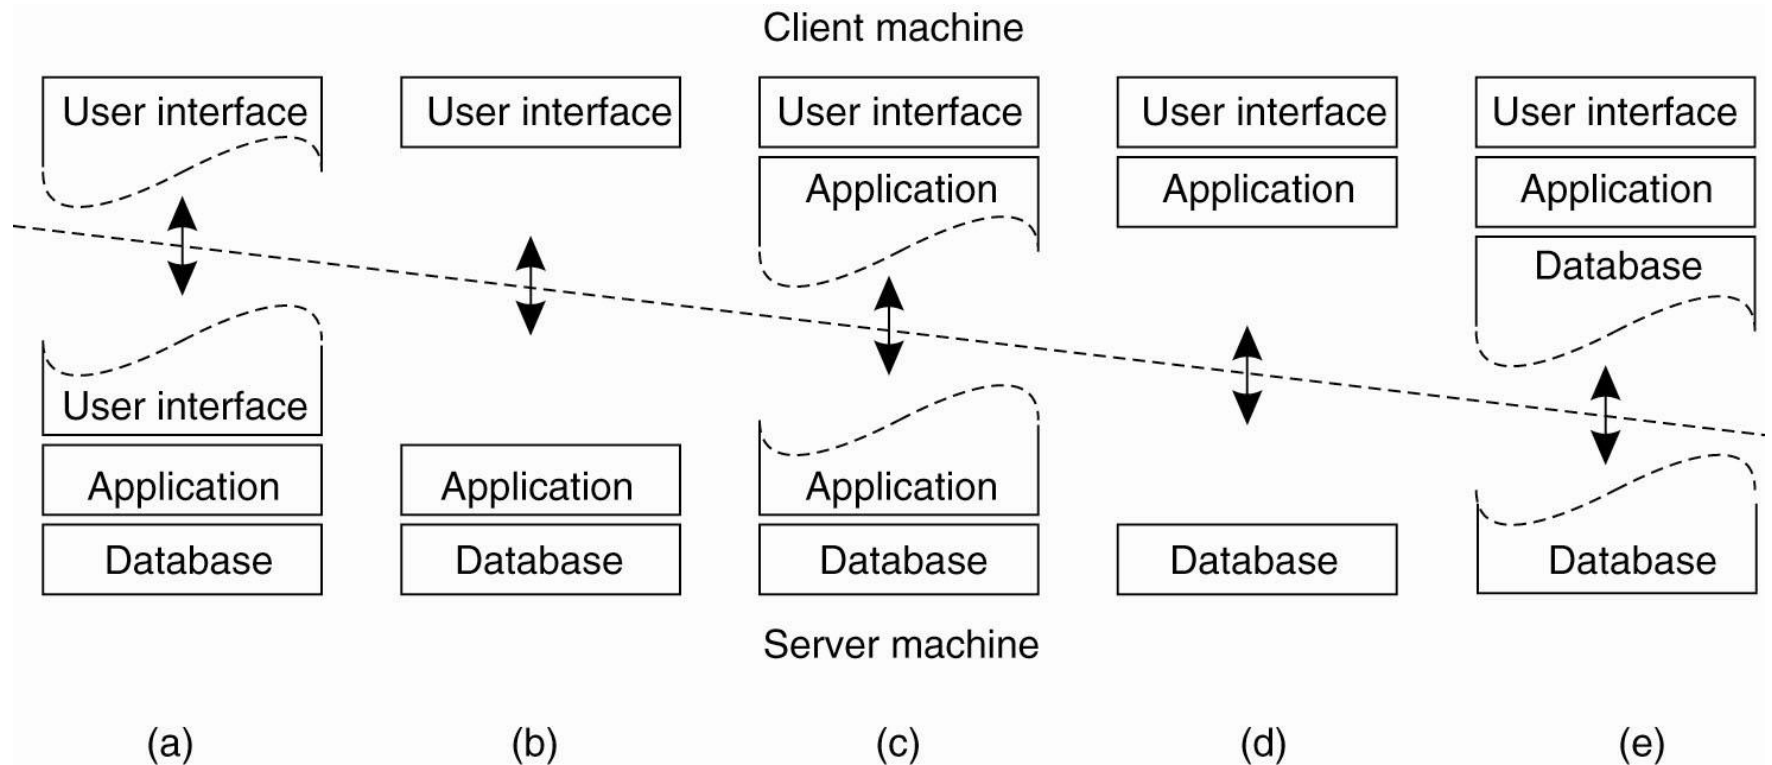 Client machine
User interface
User interface
User interface
User interface
User interface
Application
Application
Application
Database
User interface
Application
Application
Application
Database
Database
Database
Database
Database
Server machine
(a)
(b)
(c)
(d)
(e)